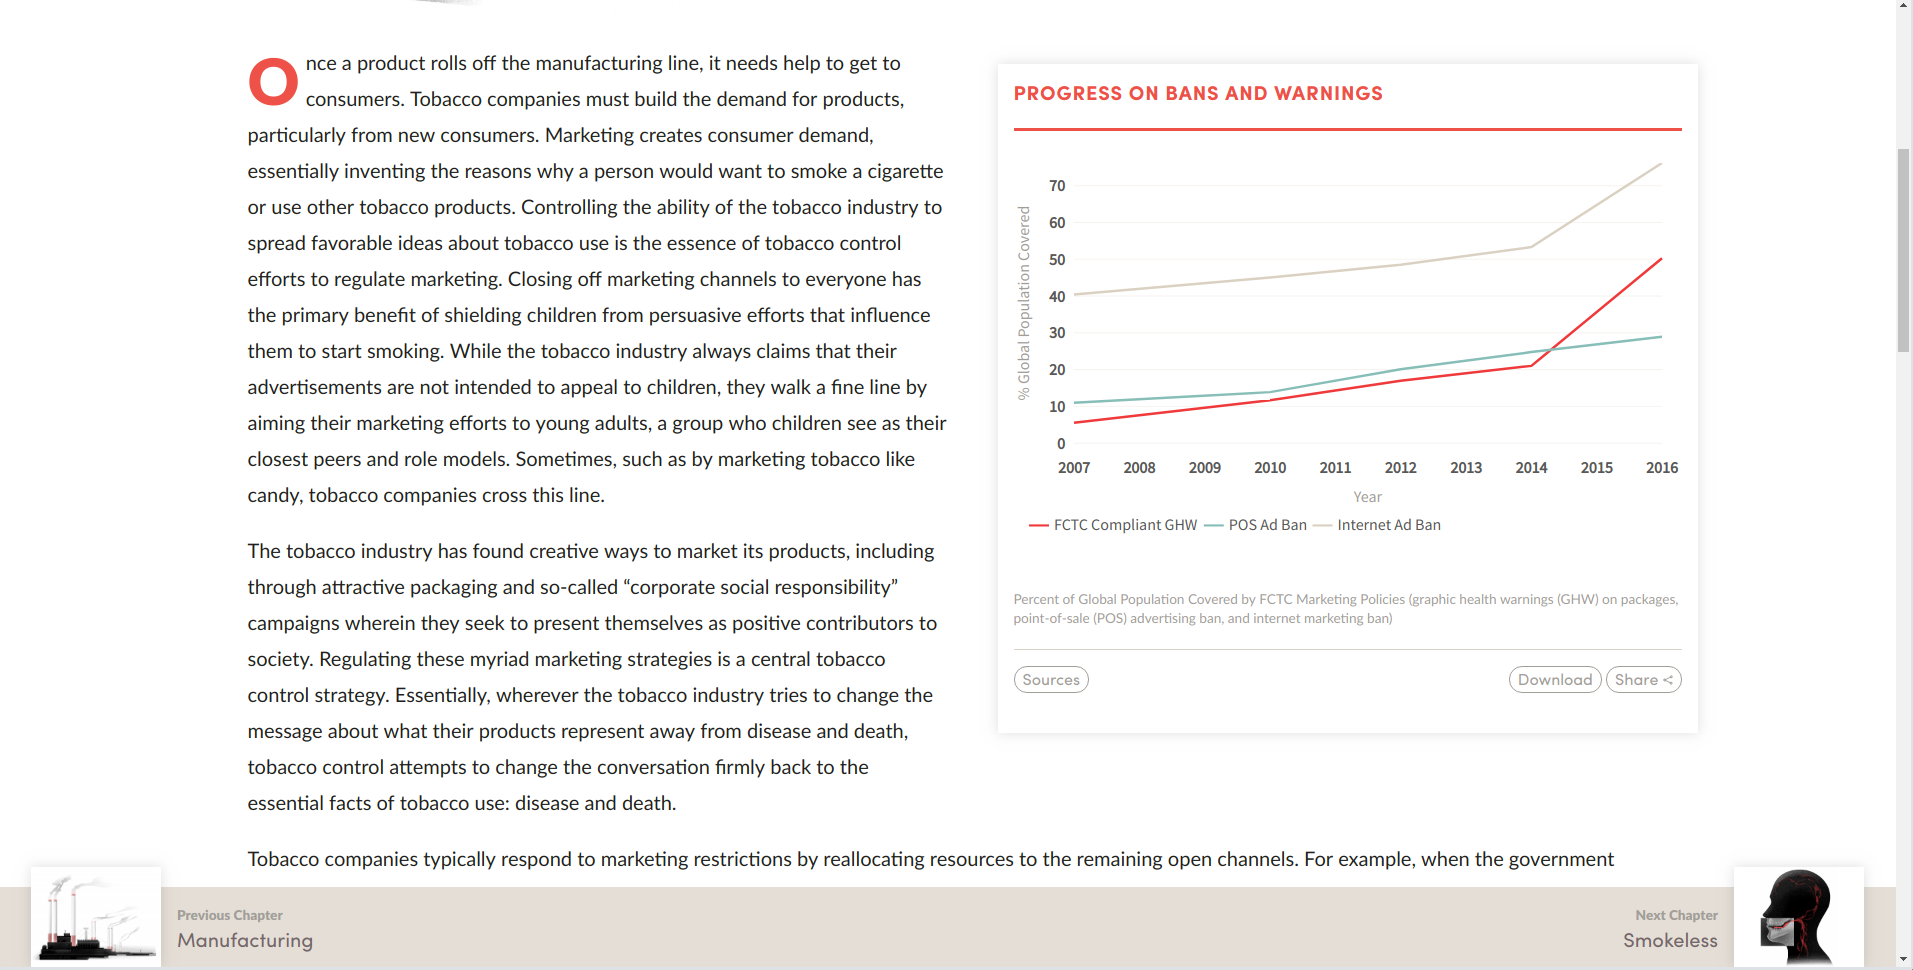 Once a product rolls off the manufacturing line, it needs help to get to
consumers. Tobacco companies must build the demand for products,
particularly from new consumers. Marketing creates consumer demand,
essentially inventing the reasons why a person would want to smoke a cigarette
or use other tobacco products. Controlling the ability of the tobacco industry to
spread favorable ideas about tobacco use is the essence of tobacco control
efforts to regulate marketing. Closing off marketing channels to everyone has
the primary benefit of shielding children from persuasive efforts that influence
them to start smoking. While the tobacco industry always claims that their
advertisements are not intended to appeal to children, they walk a fine line by
aiming their marketing efforts to young adults, a group who children see as their
closest peers and role models. Sometimes, such as by marketing tobacco like
candy, tobacco companies cross this line.
The tobacco industry has found creative ways to market its products, including
through attractive packaging and so-called “corporate social responsibility”
campaigns wherein they seek to present themselves as positive contributors to
society. Regulating these myriad marketing strategies is a central tobacco
control strategy. Essentially, wherever the tobacco industry tries to change the
message about what their products represent away from disease and death,
tobacco control attempts to change the conversation firmly back to the
essential facts of tobacco use: disease and death.
PROGRESS ON BANS AND WARNINGS
% Global Population Covered
70
60
50
40
30
20
10
0
2007 2008 2009 2010 2011 2012 2013 2014 2015 2016
Year
FCTC Compliant GHW POS Ad Ban Internet Ad Ban
Percent of Global Population Covered by FCTC Marketing Policies (graphic health warnings (GHW) on packages,
point-of-sale (POS) advertising ban, and internet marketing ban)
Sources Download Share
Tobacco companies typically respond to marketing restrictions by reallocating resources to the remaining open channels. For example, when the government
Previous Chapter
Manufacturing
Next Chapter
Smokeless